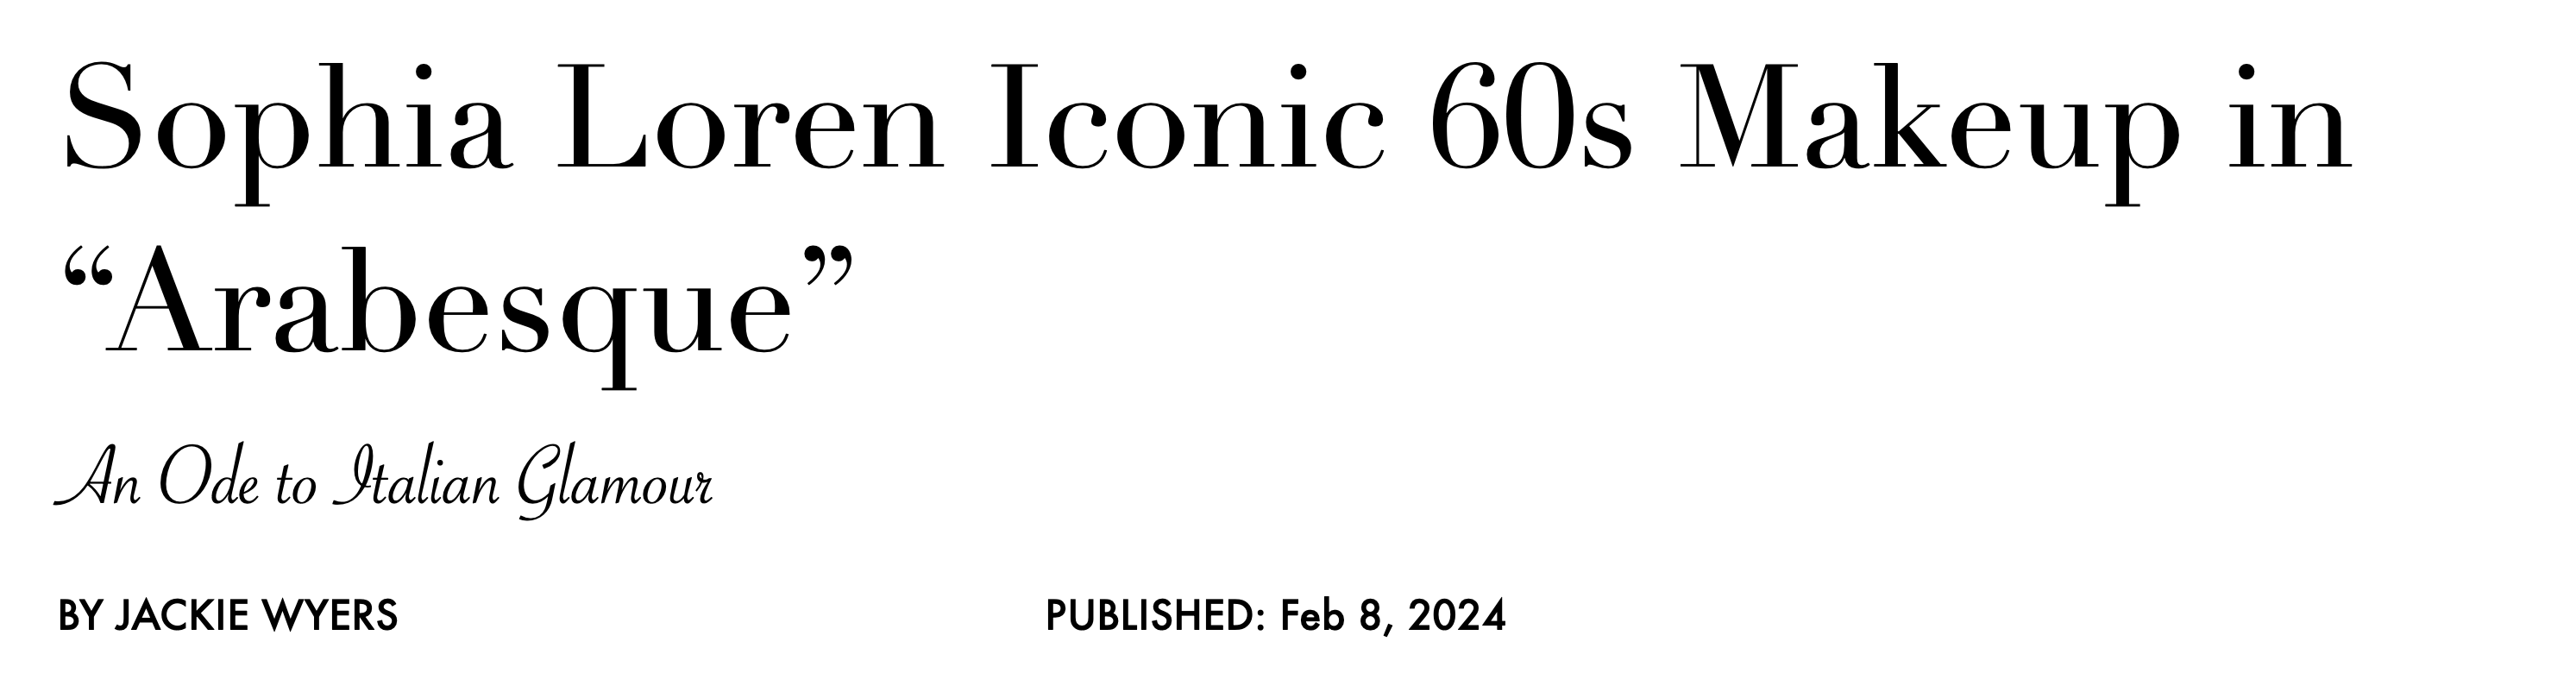 Sophia Loren Iconic 60s Makeup in
“Arabesque”
An Ode to Italian Glamour
BY JACKIE WYERS
PUBLISHED: Feb 8, 2024